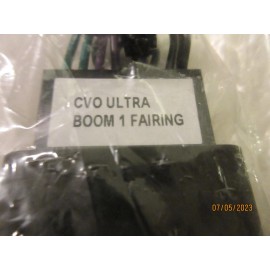 CVO ULTRA
BOOM 1 FAIRING
07/05/2023